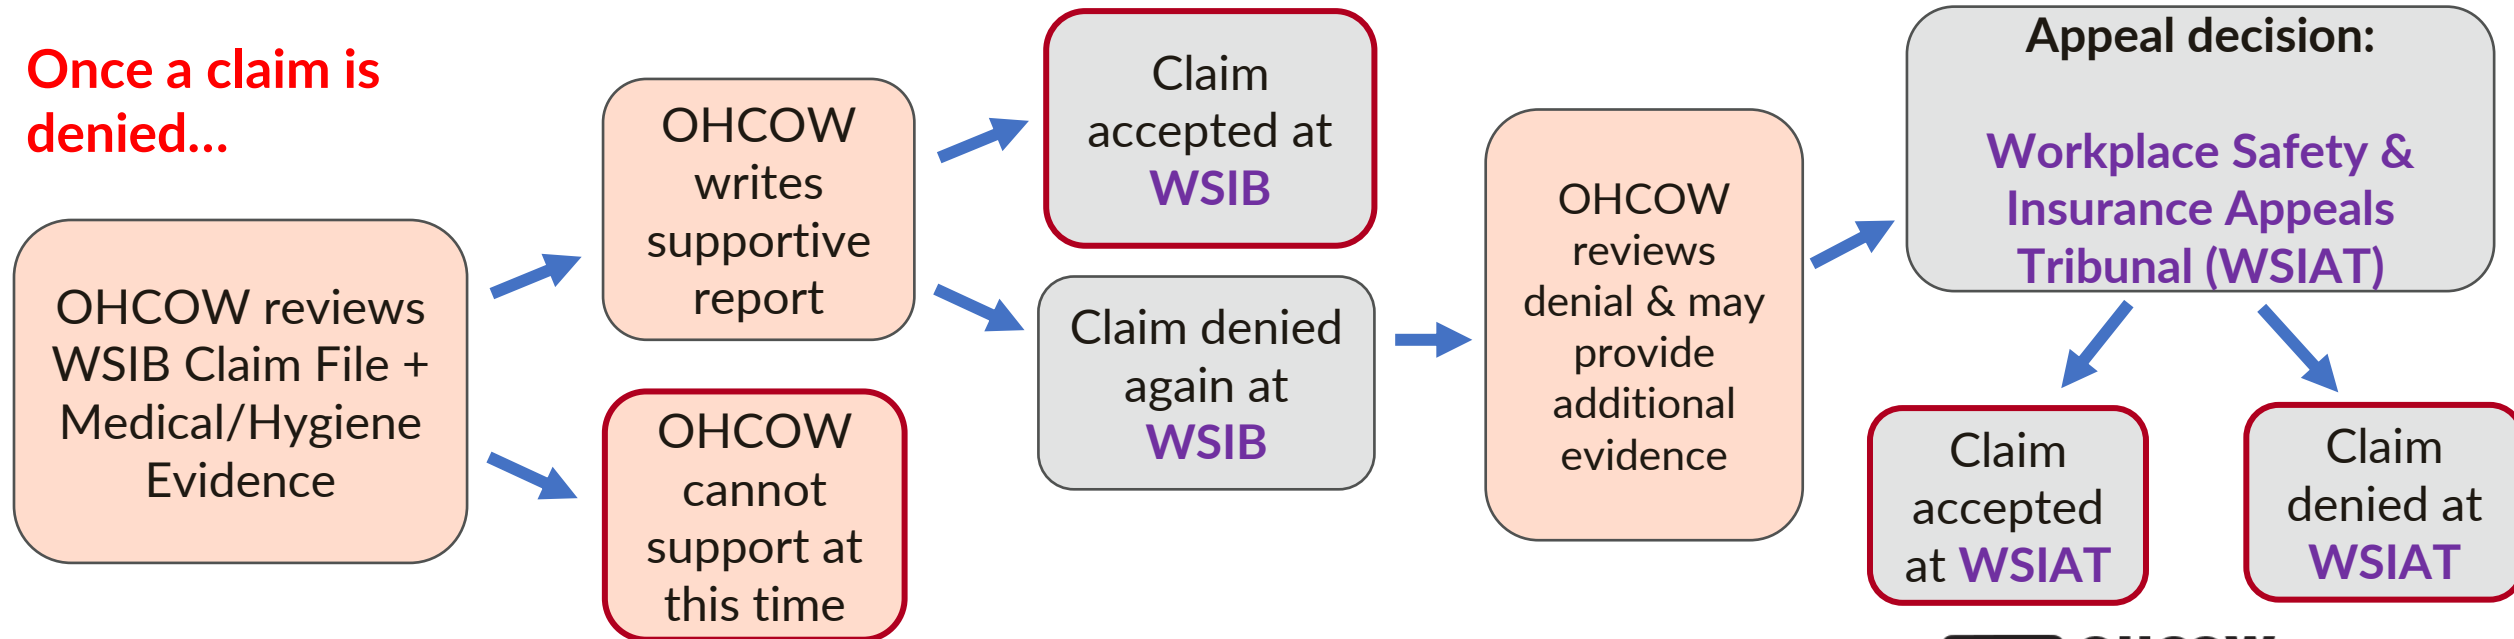 Once a claim is
denied...
OHCOW reviews
WSIB Claim File +
Medical/Hygiene
Evidence
OHCOW
writes
supportive
report
OHCOW
cannot
support at
this time
Claim
accepted at
WSIB
Claim denied
again at
WSIB
OHCOW
reviews
denial & may
provide
additional
evidence
Appeal decision:
Workplace Safety &
Insurance Appeals
Tribunal (WSIAT)
Claim
accepted
at WSIAT
Claim
denied at
WSIAT